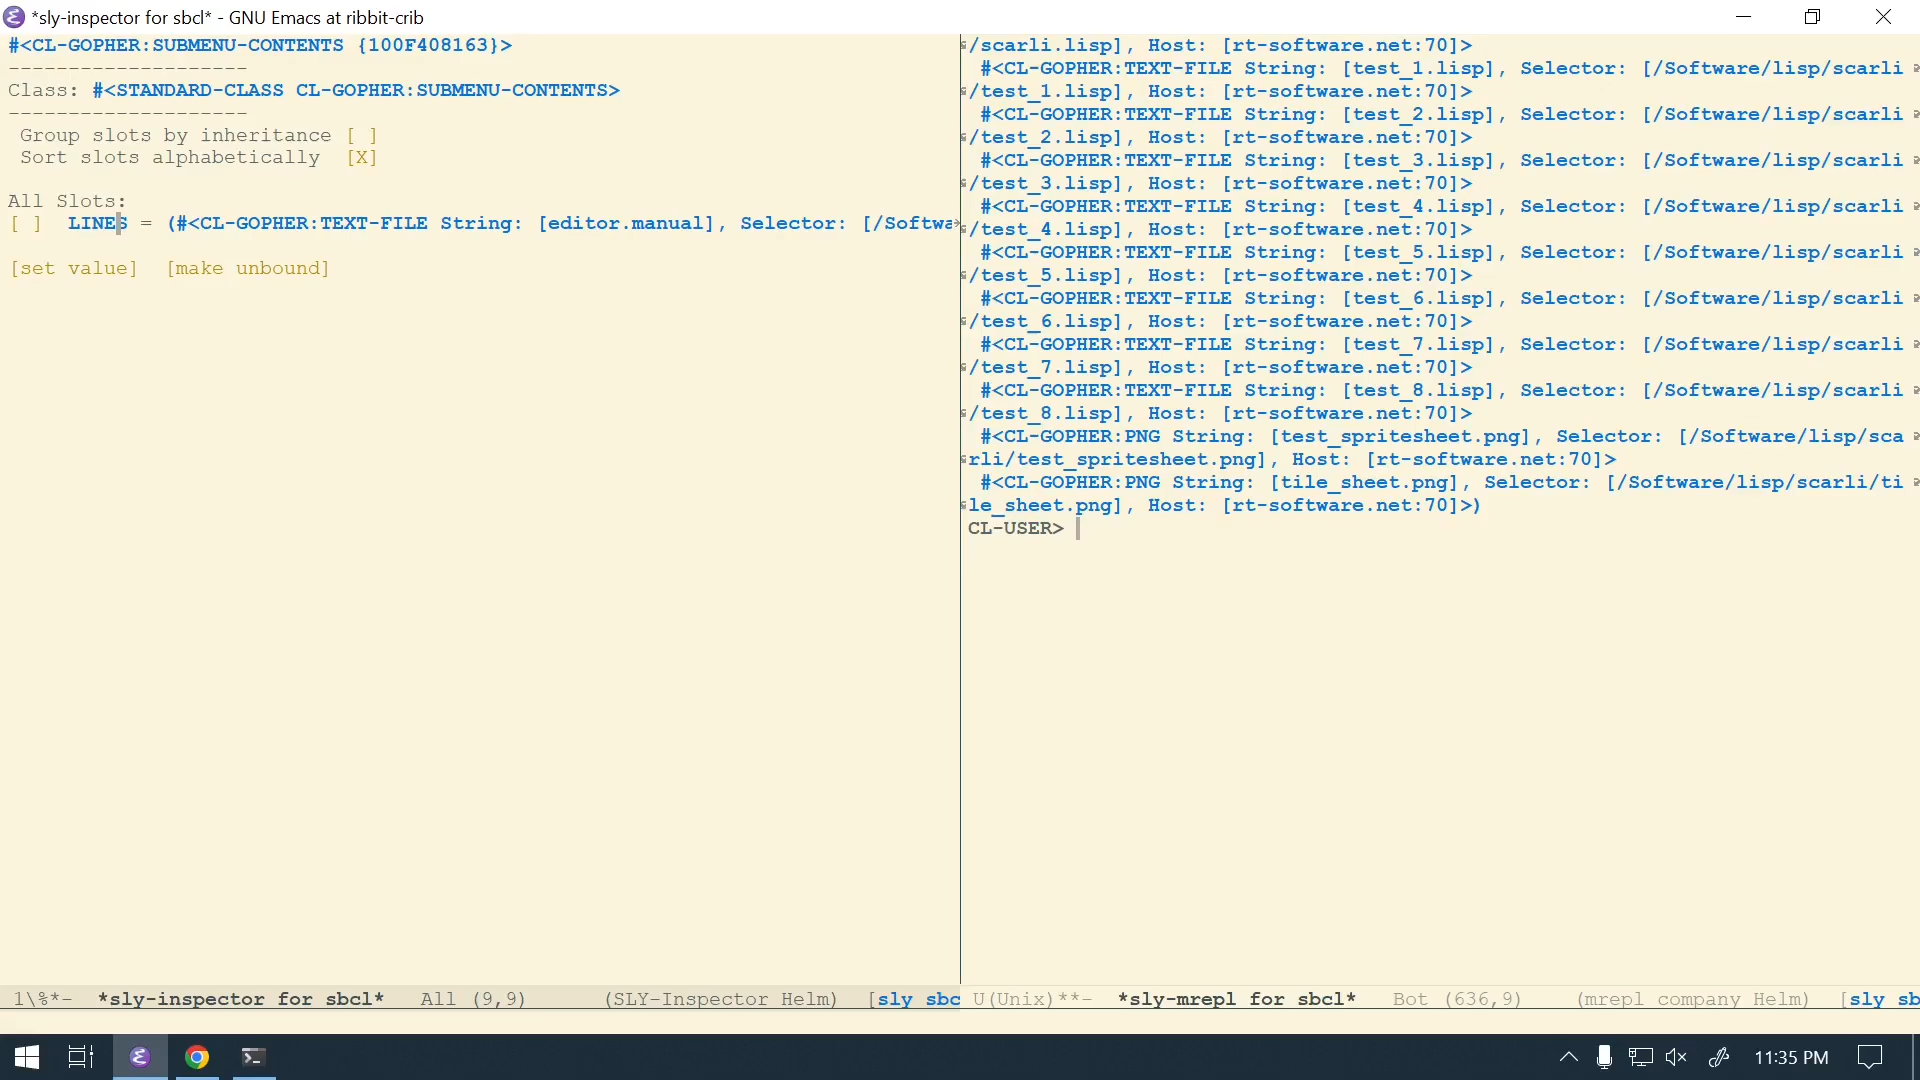 *sly-inspector for sbcl* - GNU Emacs at ribbit-crib
#<CL-GOPHER:SUBMENU-CONTENTS {100F408163}>
--------------------
Class: #<STANDARD-CLASS CL-GOPHER:SUBMENU-CONTENTS>
--------------------
Group slots by inheritance [ ]
Sort slots alphabetically [X]
All Slots:
[ ] LINES = (#<CL-GOPHER:TEXT-FILE String: [editor.manual], Selector: [/Softwa
[set value] [make unbound]
1\%*- *sly-inspector for sbcl* All (9,9) (SLY-Inspector Helm) [sly sbc
/scarli.lisp], Host: [rt-software.net:70]>
#<CL-GOPHER:TEXT-FILE String: [test_1.lisp], Selector: [/Software/lisp/scarli
/test_1.lisp], Host: [rt-software.net:70]>
#<CL-GOPHER:TEXT-FILE String: [test_2.lisp], Selector: [/Software/lisp/scarli
/test_2.lisp], Host: [rt-software.net:70]>
#<CL-GOPHER:TEXT-FILE String: [test_3.lisp], Selector: [/Software/lisp/scarli
/test_3.lisp], Host: [rt-software.net:70]>
#<CL-GOPHER:TEXT-FILE String: [test_4.lisp], Selector: [/Software/lisp/scarli
/test_4.lisp], Host: [rt-software.net:70]>
#<CL-GOPHER:TEXT-FILE String: [test_5.lisp], Selector: [/Software/lisp/scarli
/test_5.lisp], Host: [rt-software.net:70]>
#<CL-GOPHER:TEXT-FILE String: [test_6.lisp], Selector: [/Software/lisp/scarli
/test_6.lisp], Host: [rt-software.net:70]>
#<CL-GOPHER:TEXT-FILE String: [test_7.lisp], Selector: [/Software/lisp/scarli
/test_7.lisp], Host: [rt-software.net:70]>
#<CL-GOPHER:TEXT-FILE String: [test_8.lisp], Selector: [/Software/lisp/scarli
/test_8.lisp], Host: [rt-software.net:70]>
#<CL-GOPHER:PNG String: [test_spritesheet.png], Selector: [/Software/lisp/sca
rli/test_spritesheet.png], Host: [rt-software.net:70]>
#<CL-GOPHER:PNG String: [tile_sheet.png], Selector: [/Software/lisp/scarli/ti
le_sheet.png], Host: [rt-software.net:70]>)
CL-USER>
U(Unix)**- *sly-mrepl for sbcl* Bot (636,9) (mrepl company Helm) [sly sb
11:35 PM